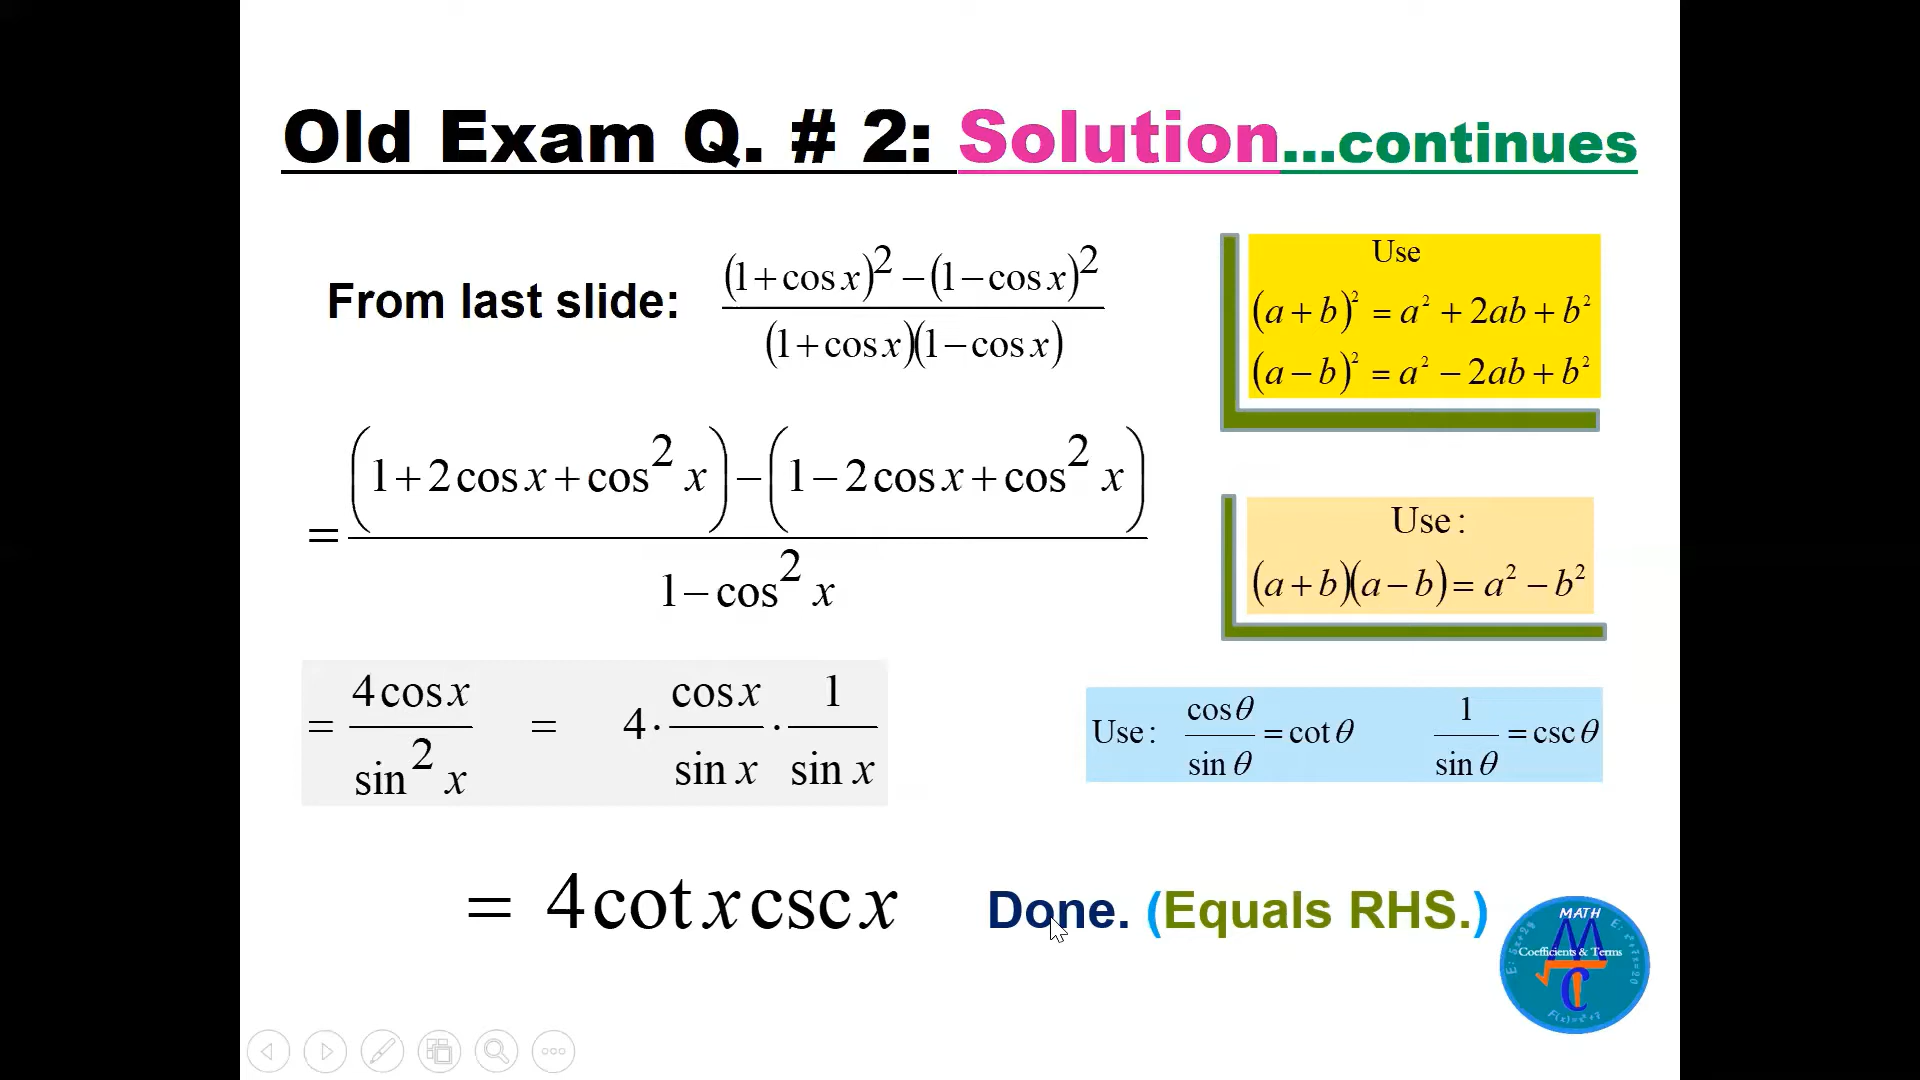 Old Exam Q. # 2: Solution...continues
From last slide: ((1+cos x)² − (1−cos x)²) / ((1+cos x)(1−cos x))
Use
(a + b)² = a² + 2ab + b²
(a − b)² = a² − 2ab + b²
= ((1+2cos x+cos² x) − (1−2cos x+cos² x)) / (1−cos² x)
Use :
(a + b)(a − b) = a² − b²
= 4cos x / sin² x = 4 · cos x / sin x · 1 / sin x
Use : cos θ / sin θ = cot θ 1 / sin θ = csc θ
= 4 cot x csc x Done. (Equals RHS.)
MATH
Coefficients & Terms